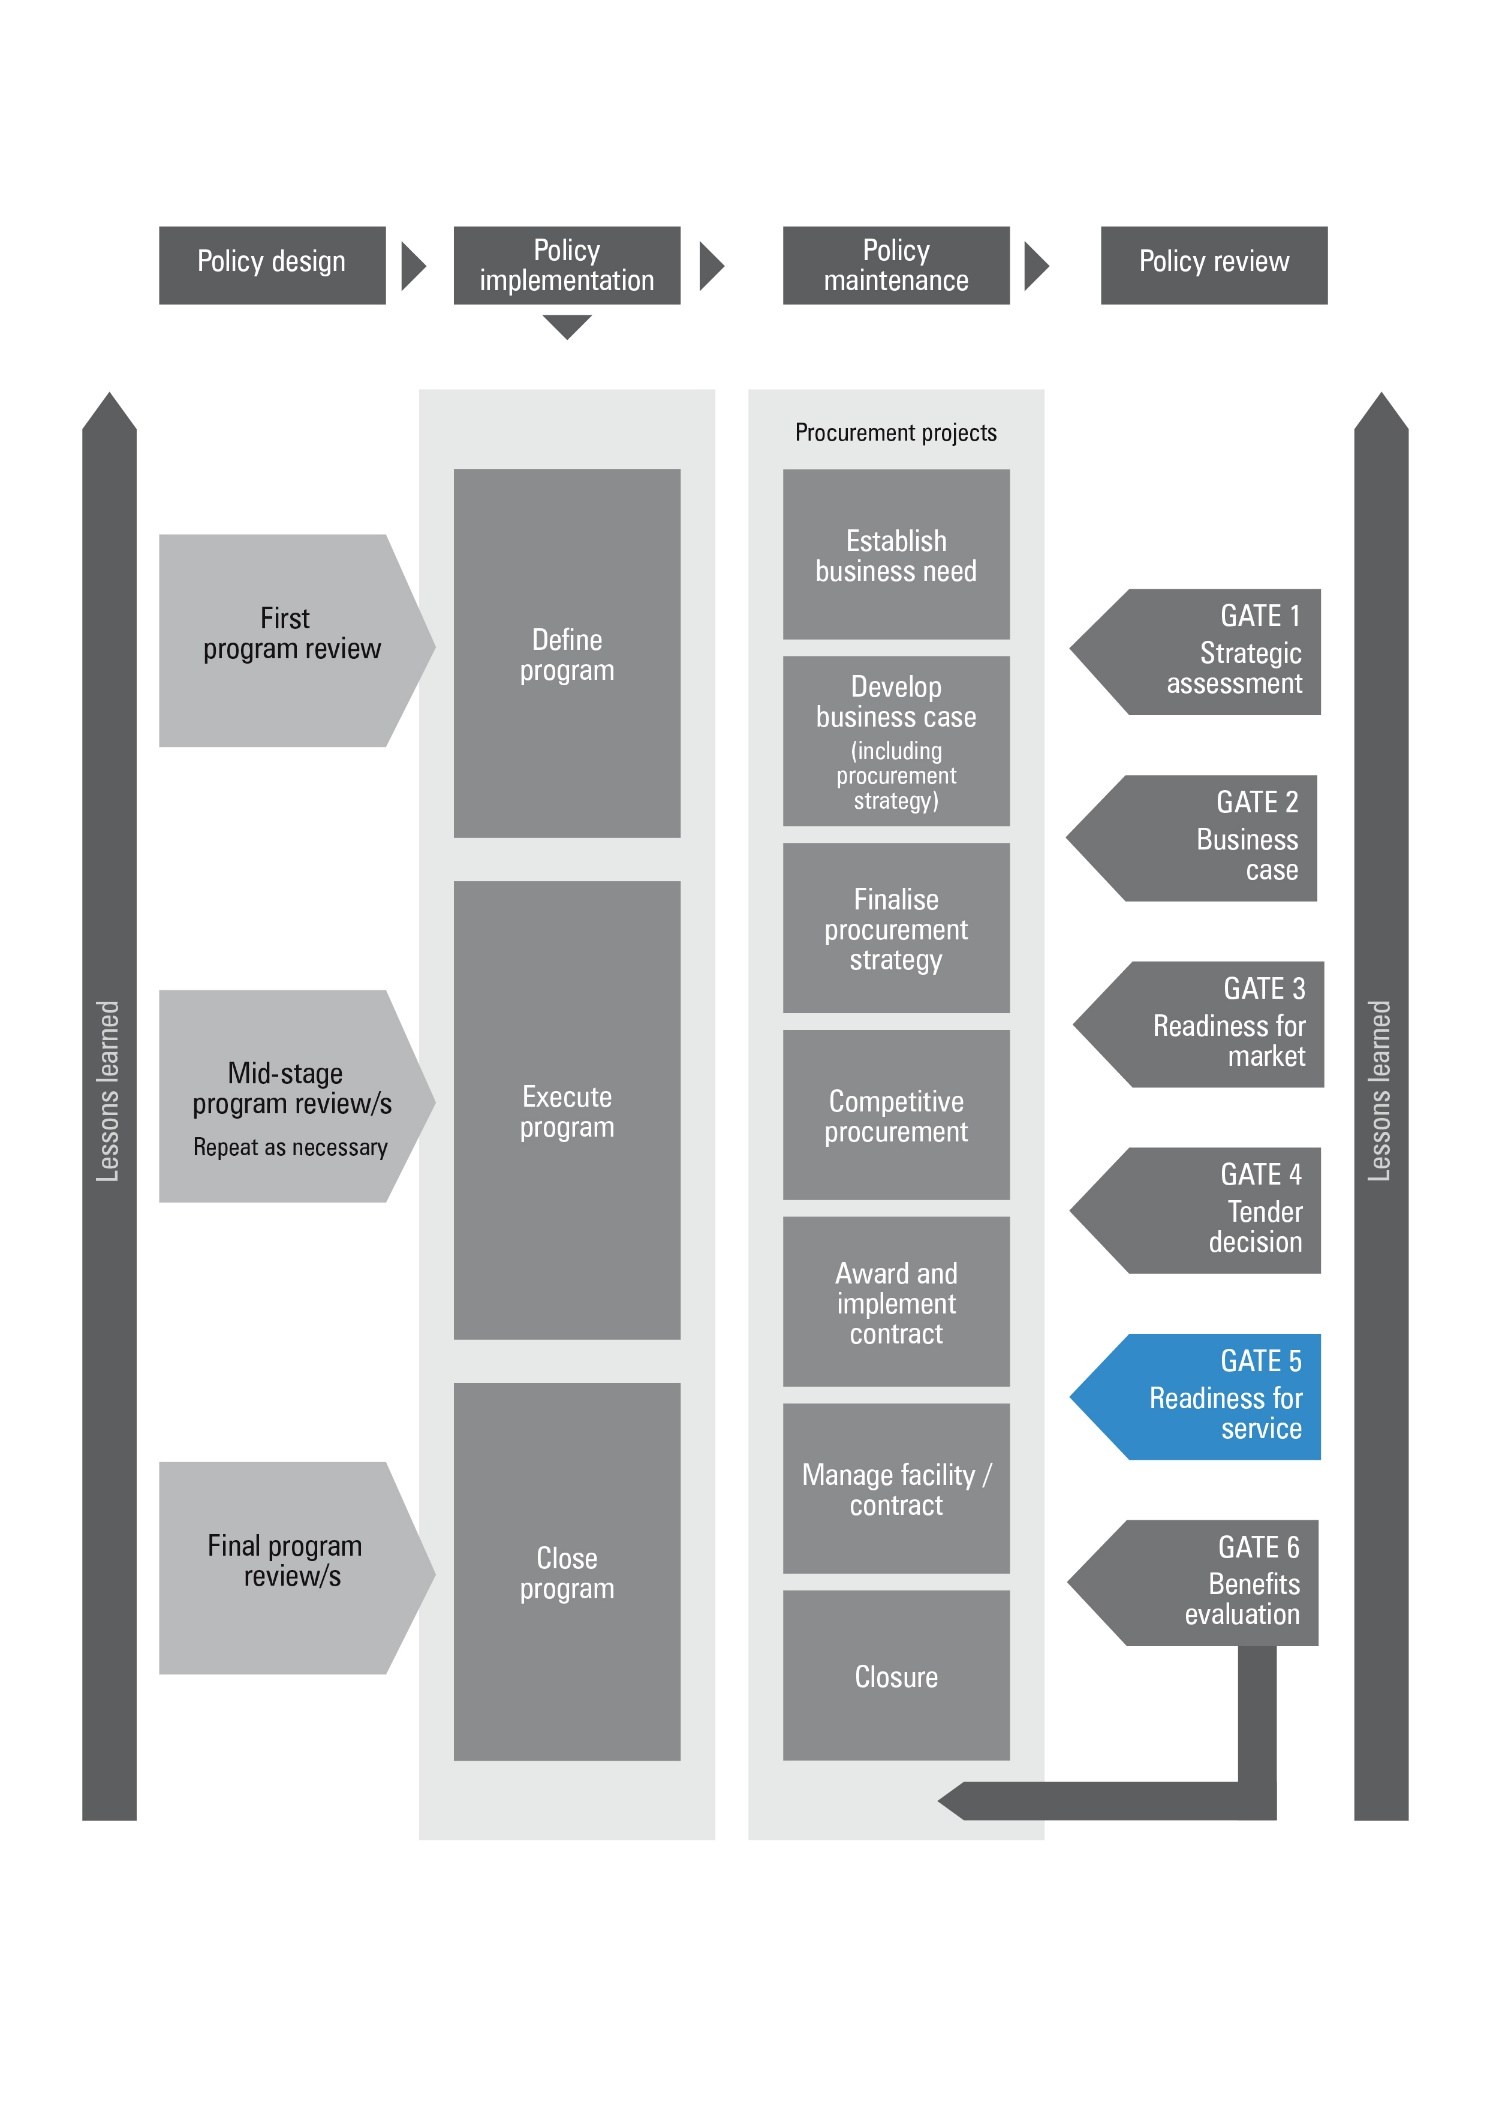 Policy design
Policy
implementation
Policy
maintenance
Policy review
Lessons learned
First
program review
Mid-stage
program review/s
Repeat as necessary
Final program
review/s
Define
program
Execute
program
Close
program
Procurement projects
Establish
business need
Develop
business case
(including
procurement
strategy)
Finalise
procurement
strategy
Competitive
procurement
Award and
implement
contract
Manage facility /
contract
Closure
GATE 1
Strategic
assessment
GATE 2
Business
case
GATE 3
Readiness for
market
GATE 4
Tender
decision
GATE 5
Readiness for
service
GATE 6
Benefits
evaluation
Lessons learned